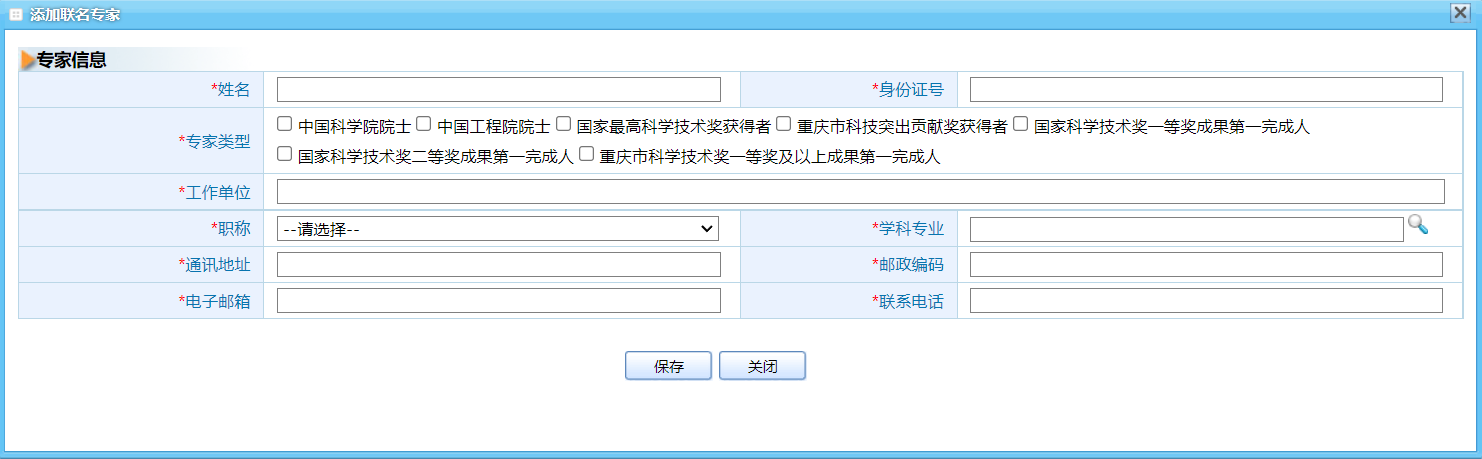 添加联名专家
专家信息
*姓名 *身份证号
*专家类型 中国科学院院士 中国工程院院士 国家最高科学技术奖获得者 重庆市科技突出贡献奖获得者 国家科学技术奖一等奖成果第一完成人
国家科学技术奖二等奖成果第一完成人 重庆市科学技术奖一等奖及以上成果第一完成人
*工作单位
*职称 --请选择-- *学科专业
*通讯地址 *邮政编码
*电子邮箱 *联系电话
保存 关闭